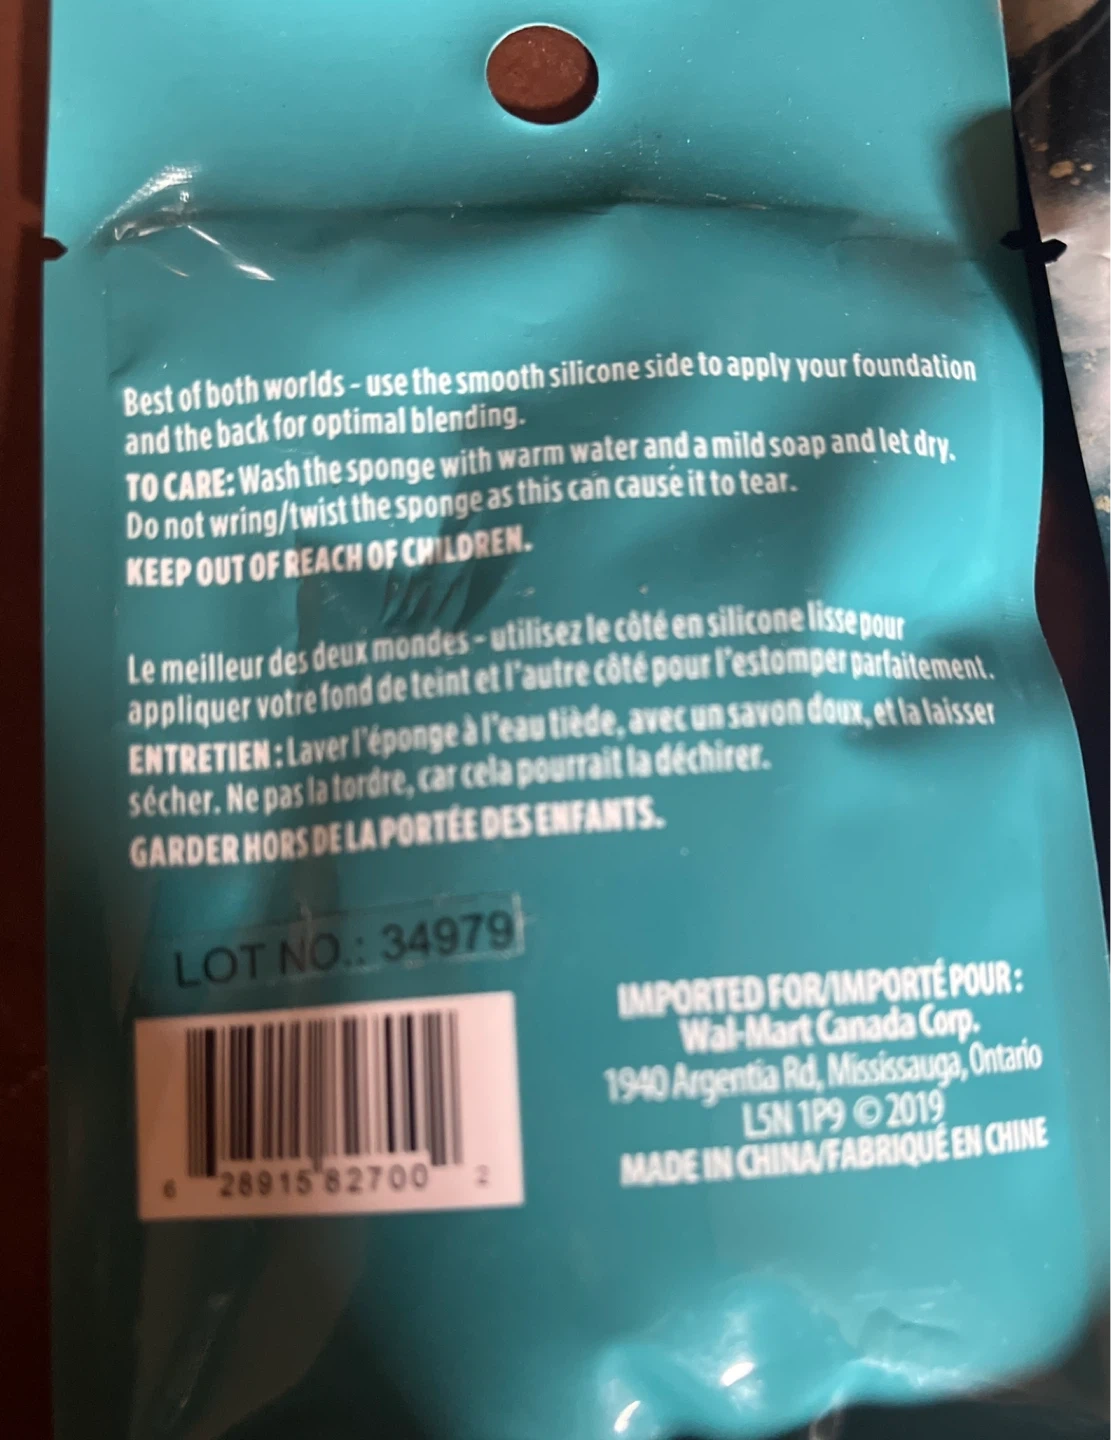 Best of both worlds - use the smooth silicone side to apply your foundation
and the back for optimal blending.
TO CARE: Wash the sponge with warm water and a mild soap and let dry.
Do not wring/twist the sponge as this can cause it to tear.
KEEP OUT OF REACH OF CHILDREN.
Le meilleur des deux mondes - utilisez le côté en silicone lisse pour
appliquer votre fond de teint et l'autre côté pour l'estomper parfaitement.
ENTRETIEN : Laver l'éponge à l'eau tiède, avec un savon doux, et la laisser
sécher. Ne pas la tordre, car cela pourrait la déchirer.
GARDER HORS DE LA PORTÉE DES ENFANTS.
LOT NO.: 34979
6 28915 82700 2
IMPORTED FOR/IMPORTÉ POUR :
Wal-Mart Canada Corp.
1940 Argentia Rd, Mississauga, Ontario
L5N 1P9 © 2019
MADE IN CHINA/FABRIQUÉ EN CHINE